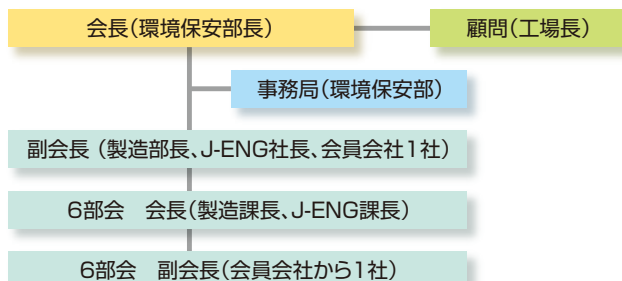 会長(環境保安部長)
顧問(工場長)
事務局(環境保安部)
副会長 (製造部長、J-ENG社長、会員会社1社)
6部会　会長(製造課長、J-ENG課長)
6部会　副会長(会員会社から1社)